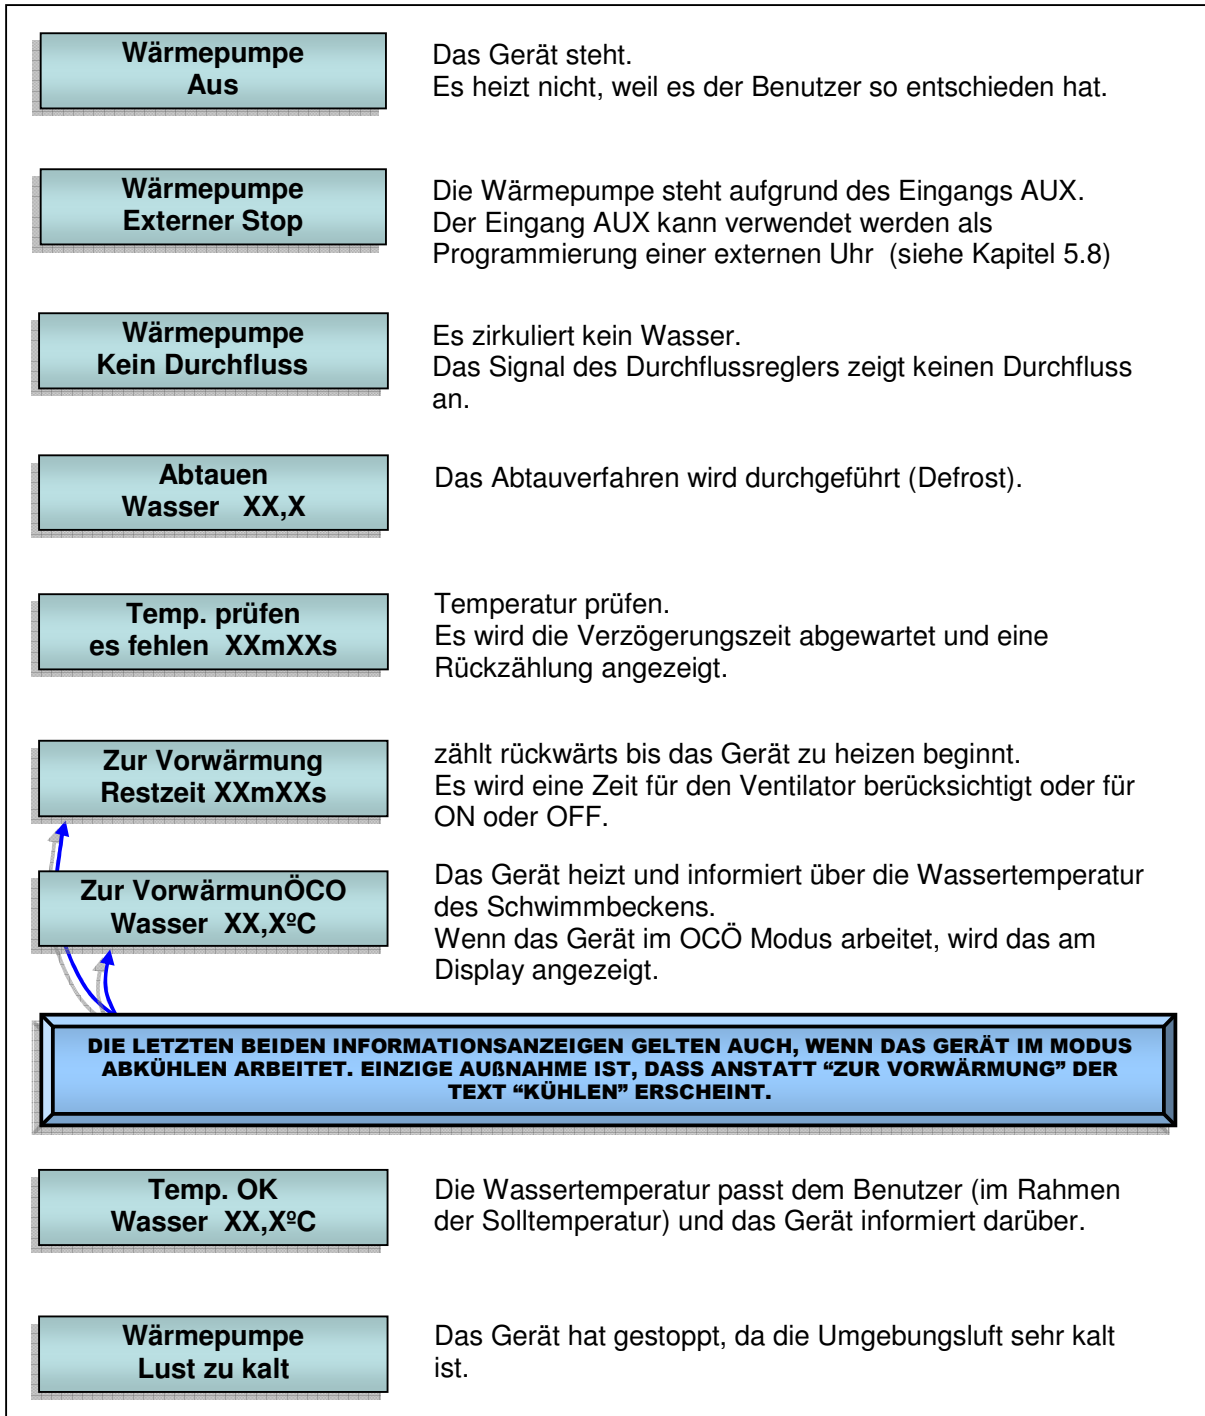 Wärmepumpe
Aus
Das Gerät steht.
Es heizt nicht, weil es der Benutzer so entschieden hat.
Wärmepumpe
Externer Stop
Die Wärmepumpe steht aufgrund des Eingangs AUX.
Der Eingang AUX kann verwendet werden als
Programmierung einer externen Uhr (siehe Kapitel 5.8)
Wärmepumpe
Kein Durchfluss
Es zirkuliert kein Wasser.
Das Signal des Durchflussreglers zeigt keinen Durchfluss
an.
Abtauen
Wasser XX,X
Das Abtauverfahren wird durchgeführt (Defrost).
Temp. prüfen
es fehlen XXmXXs
Temperatur prüfen.
Es wird die Verzögerungszeit abgewartet und eine
Rückzählung angezeigt.
Zur Vorwärmung
Restzeit XXmXXs
zählt rückwärts bis das Gerät zu heizen beginnt.
Es wird eine Zeit für den Ventilator berücksichtigt oder für
ON oder OFF.
Zur VorwärmunÖCO
Wasser XX,XºC
Das Gerät heizt und informiert über die Wassertemperatur
des Schwimmbeckens.
Wenn das Gerät im OCÖ Modus arbeitet, wird das am
Display angezeigt.
DIE LETZTEN BEIDEN INFORMATIONSANZEIGEN GELTEN AUCH, WENN DAS GERÄT IM MODUS
ABKÜHLEN ARBEITET. EINZIGE AUßNAHME IST, DASS ANSTATT “ZUR VORWÄRMUNG” DER
TEXT “KÜHLEN” ERSCHEINT.
Temp. OK
Wasser XX,XºC
Die Wassertemperatur passt dem Benutzer (im Rahmen
der Solltemperatur) und das Gerät informiert darüber.
Wärmepumpe
Lust zu kalt
Das Gerät hat gestoppt, da die Umgebungsluft sehr kalt
ist.